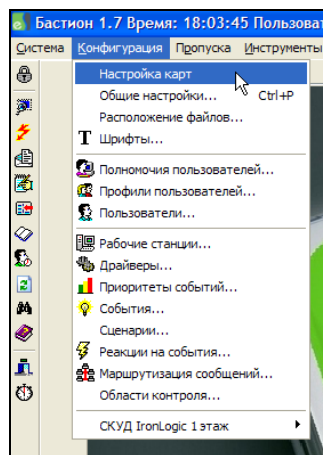 Бастион 1.7 Время: 18:03:45 Пользоват
Система Конфигурация Пропуска Инструменты
Настройка карт
Общие настройки... Ctrl+P
Расположение файлов...
Шрифты...
Полномочия пользователей...
Профили пользователей...
Пользователи...
Рабочие станции...
Драйверы...
Приоритеты событий...
События...
Сценарии...
Реакции на события...
Маршрутизация сообщений...
Области контроля...
СКУД IronLogic 1 этаж